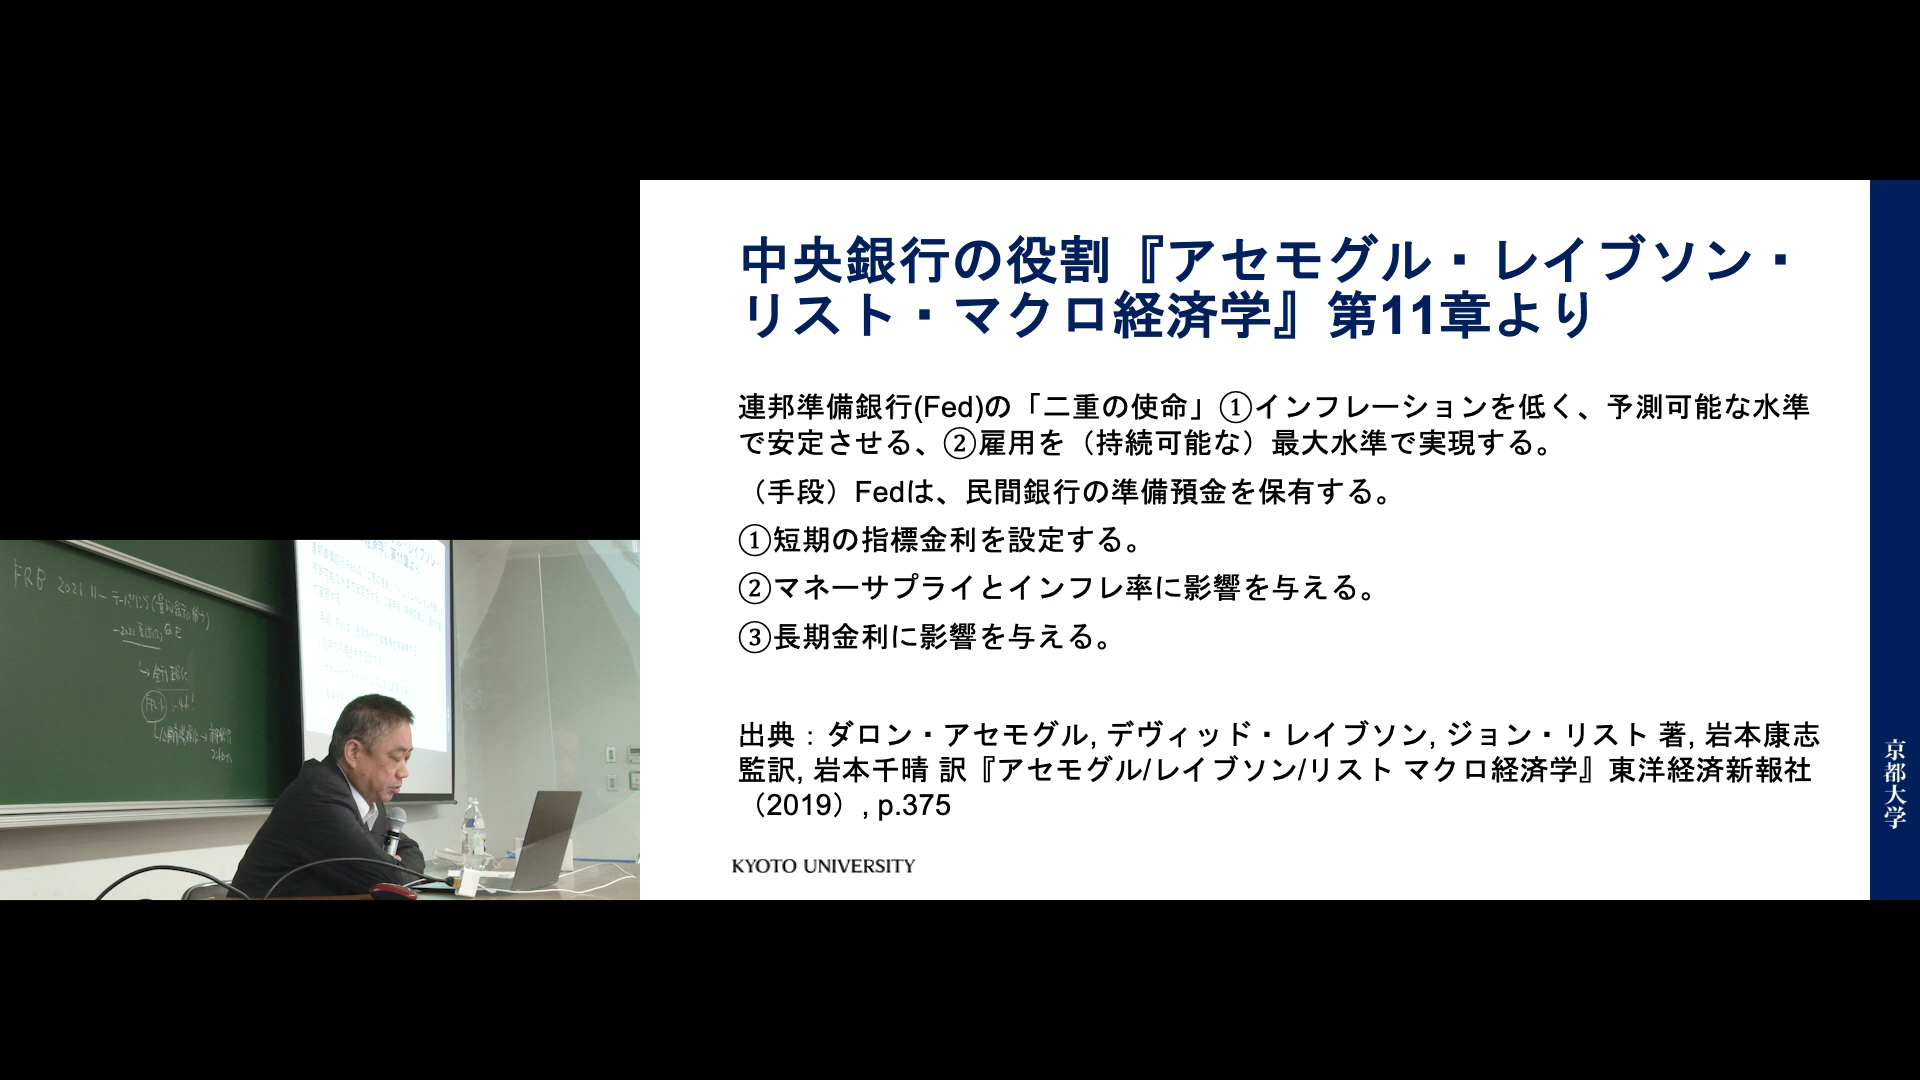 中央銀行の役割『アセモグル・レイブソン・
リスト・マクロ経済学』第11章より
連邦準備銀行(Fed)の「二重の使命」①インフレーションを低く、予測可能な水準
で安定させる、②雇用を（持続可能な）最大水準で実現する。
（手段）Fedは、民間銀行の準備預金を保有する。
①短期の指標金利を設定する。
②マネーサプライとインフレ率に影響を与える。
③長期金利に影響を与える。
出典：ダロン・アセモグル, デヴィッド・レイブソン, ジョン・リスト 著, 岩本康志
監訳, 岩本千晴 訳『アセモグル/レイブソン/リスト マクロ経済学』東洋経済新報社
（2019）, p.375
KYOTO UNIVERSITY
京都大学
FRB 2021.11—テーパリング
QE